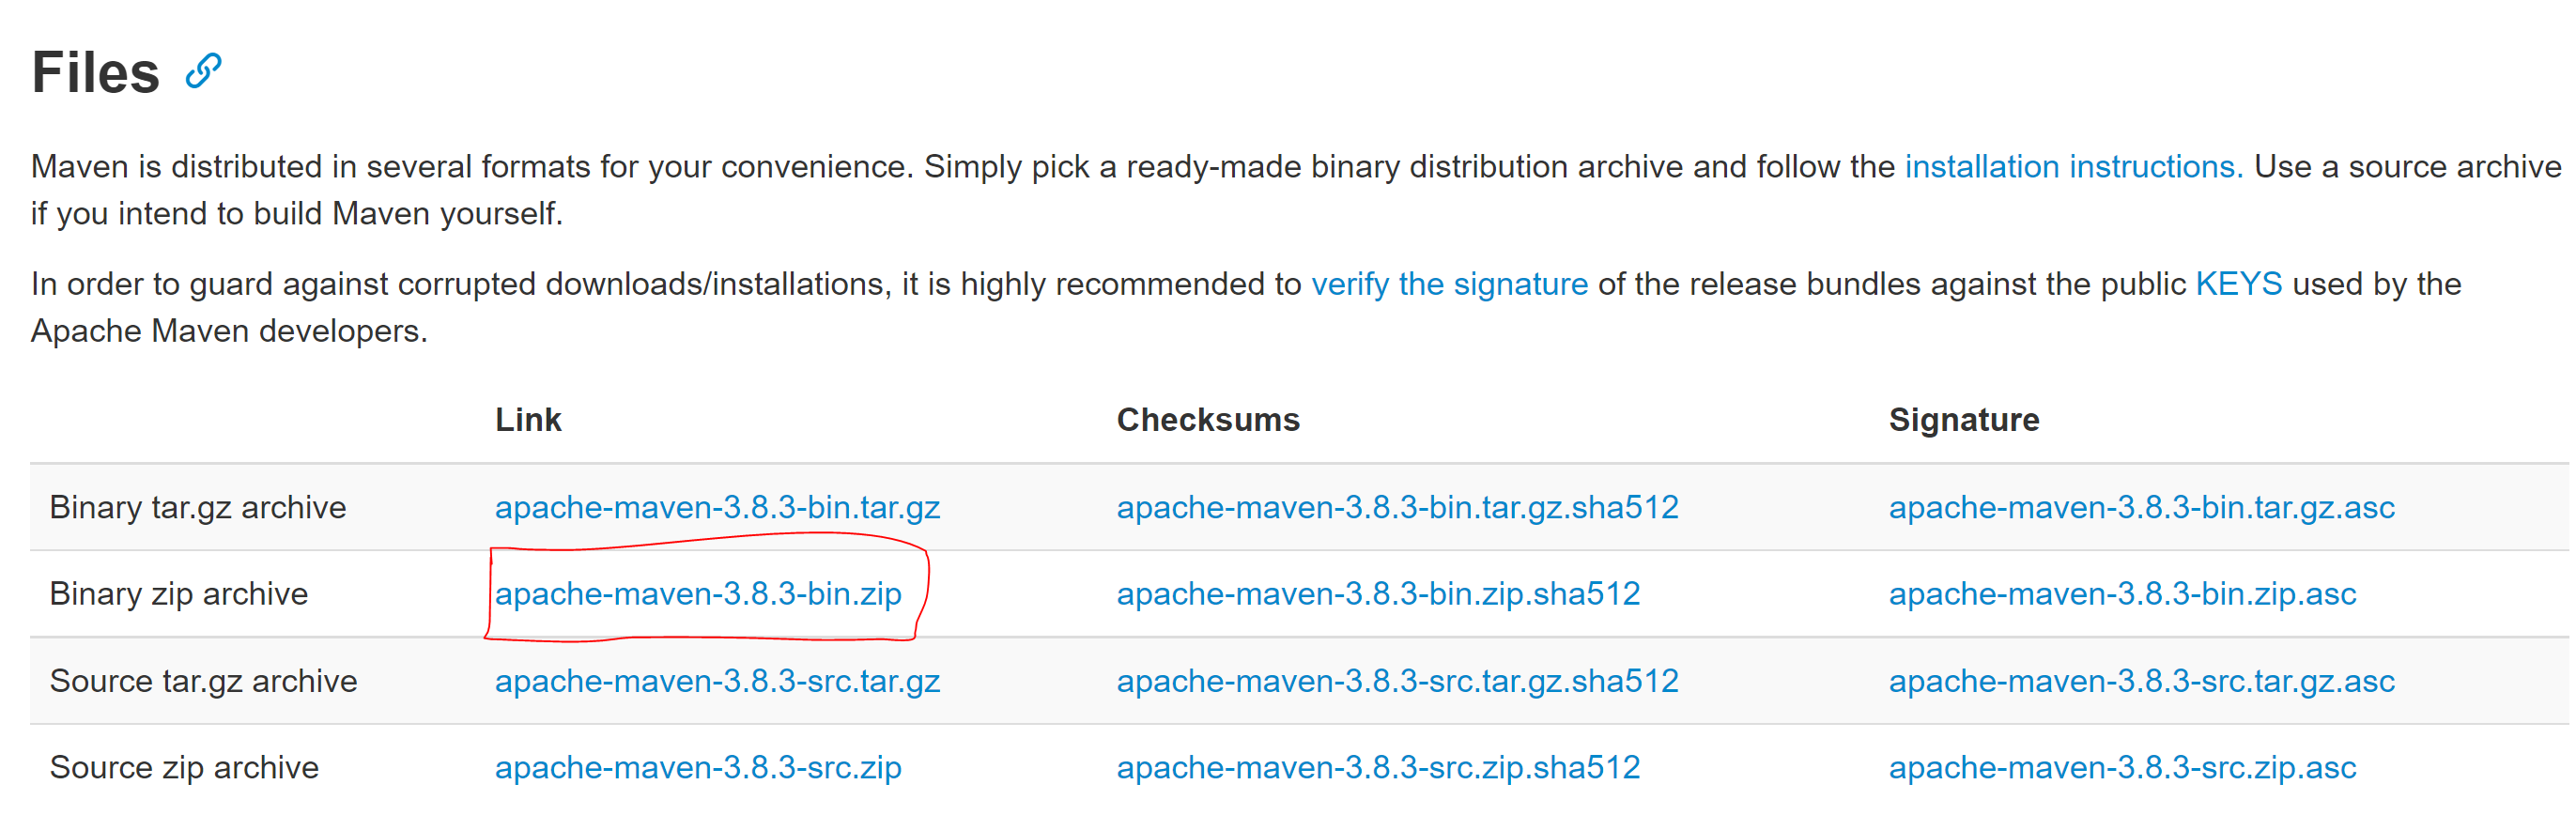 Files
Maven is distributed in several formats for your convenience. Simply pick a ready-made binary distribution archive and follow the installation instructions. Use a source archive
if you intend to build Maven yourself.
In order to guard against corrupted downloads/installations, it is highly recommended to verify the signature of the release bundles against the public KEYS used by the
Apache Maven developers.
Link Checksums Signature
Binary tar.gz archive apache-maven-3.8.3-bin.tar.gz apache-maven-3.8.3-bin.tar.gz.sha512 apache-maven-3.8.3-bin.tar.gz.asc
Binary zip archive apache-maven-3.8.3-bin.zip apache-maven-3.8.3-bin.zip.sha512 apache-maven-3.8.3-bin.zip.asc
Source tar.gz archive apache-maven-3.8.3-src.tar.gz apache-maven-3.8.3-src.tar.gz.sha512 apache-maven-3.8.3-src.tar.gz.asc
Source zip archive apache-maven-3.8.3-src.zip apache-maven-3.8.3-src.zip.sha512 apache-maven-3.8.3-src.zip.asc